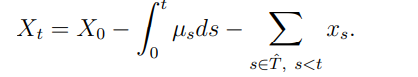 $X_t = X_0 - \int_0^t \mu_s ds - \sum_{s \in \hat{T},\ s<t} x_s.$